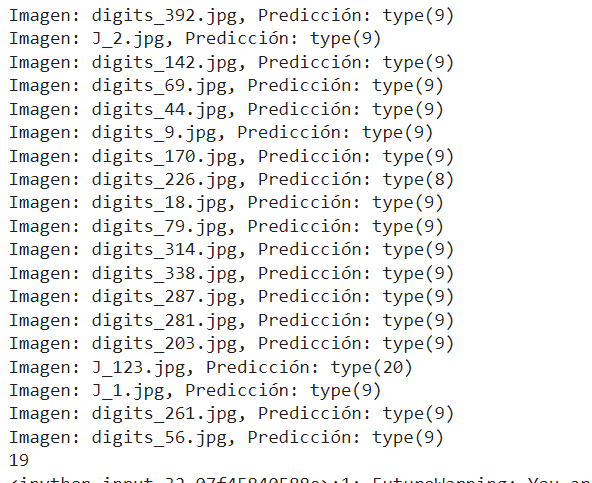 Imagen: digits_392.jpg, Predicción: type(9)
Imagen: J_2.jpg, Predicción: type(9)
Imagen: digits_142.jpg, Predicción: type(9)
Imagen: digits_69.jpg, Predicción: type(9)
Imagen: digits_44.jpg, Predicción: type(9)
Imagen: digits_9.jpg, Predicción: type(9)
Imagen: digits_170.jpg, Predicción: type(9)
Imagen: digits_226.jpg, Predicción: type(8)
Imagen: digits_18.jpg, Predicción: type(9)
Imagen: digits_79.jpg, Predicción: type(9)
Imagen: digits_314.jpg, Predicción: type(9)
Imagen: digits_338.jpg, Predicción: type(9)
Imagen: digits_287.jpg, Predicción: type(9)
Imagen: digits_281.jpg, Predicción: type(9)
Imagen: digits_203.jpg, Predicción: type(9)
Imagen: J_123.jpg, Predicción: type(20)
Imagen: J_1.jpg, Predicción: type(9)
Imagen: digits_261.jpg, Predicción: type(9)
Imagen: digits_56.jpg, Predicción: type(9)
19
FutureWarning: You